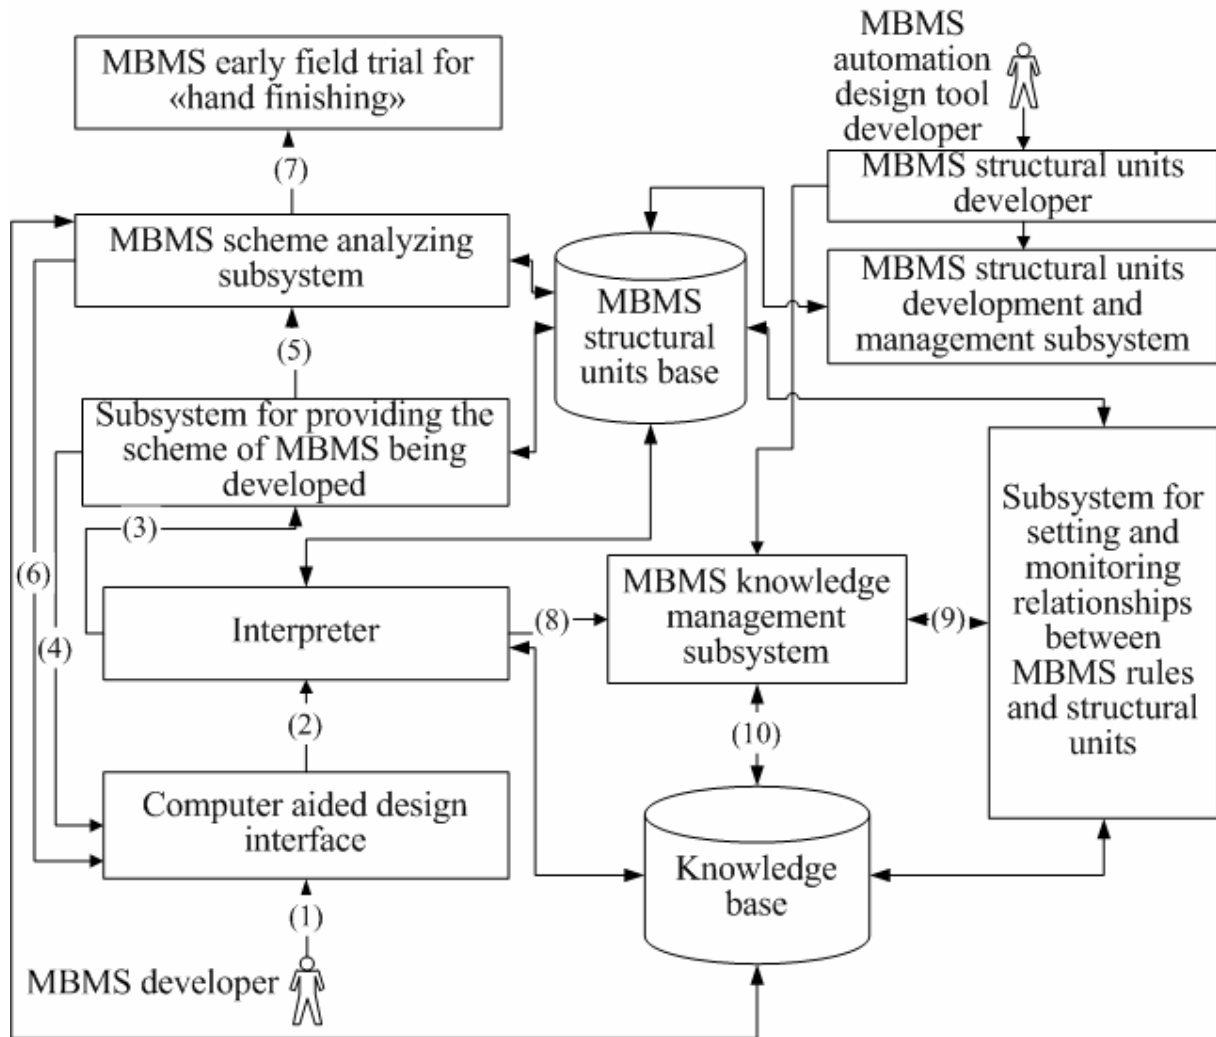 MBMS early field trial for
«hand finishing»
MBMS
automation
design tool
developer
(7)
MBMS structural units
developer
MBMS scheme analyzing
subsystem
MBMS structural units
development and
management subsystem
MBMS
structural
units base
(5)
Subsystem for providing the
scheme of MBMS being
developed
(3)
(6)
(4)
Interpreter
(8)
MBMS knowledge
management
subsystem
(9)
Subsystem for
setting and
monitoring
relationships
between
MBMS rules
and structural
units
(2)
(10)
Computer aided design
interface
Knowledge
base
(1)
MBMS developer